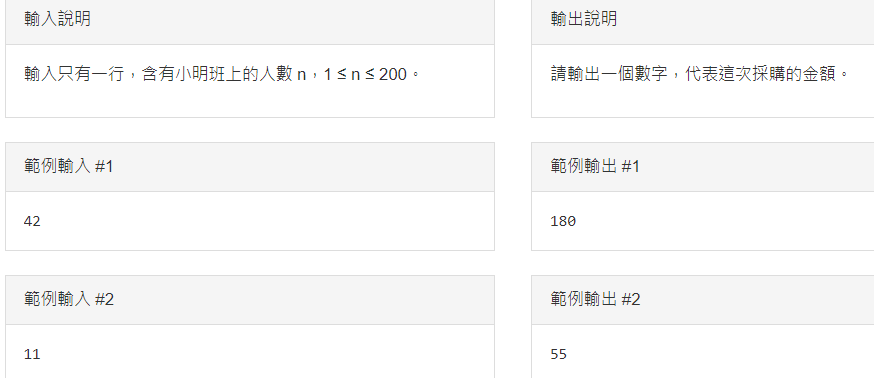 輸入說明
輸出說明
輸入只有一行，含有小明班上的人數 n，1 ≤ n ≤ 200。
請輸出一個數字，代表這次採購的金額。
範例輸入 #1
範例輸出 #1
42
180
範例輸入 #2
範例輸出 #2
11
55